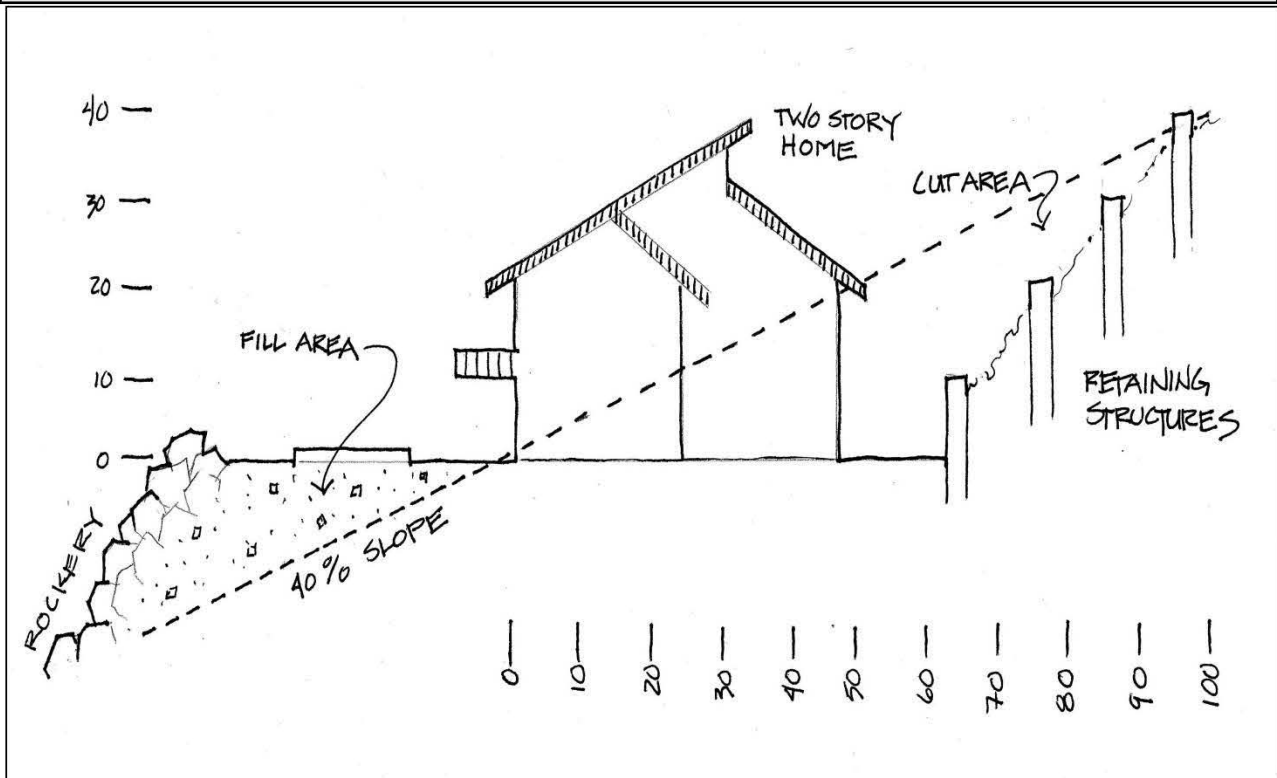 40
TWO STORY
HOME
CUT AREA
30
20
FILL AREA
10
RETAINING
STRUCTURES
0
40% SLOPE
ROCKERY
0
10
20
30
40
50
60
70
80
90
100